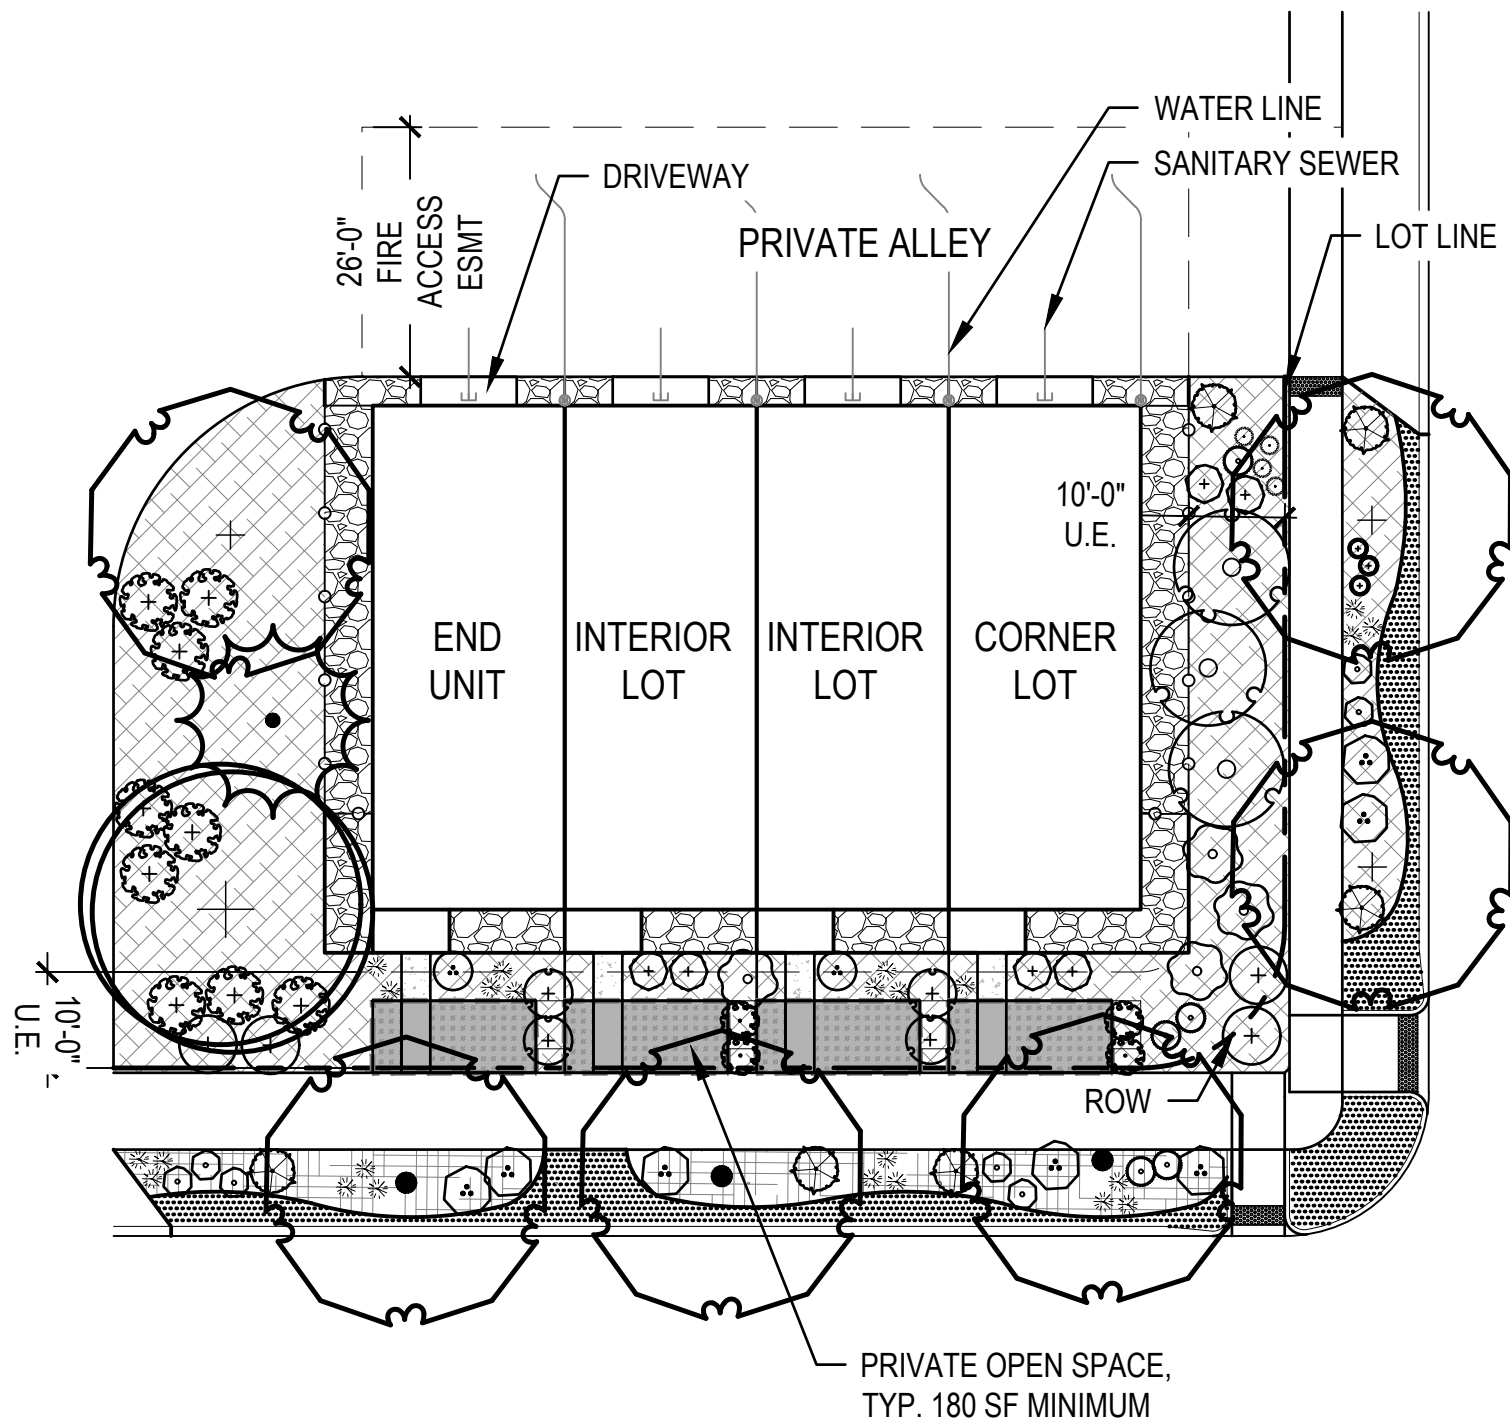 WATER LINE
SANITARY SEWER
DRIVEWAY
26'-0"
FIRE
ACCESS
ESMT
PRIVATE ALLEY
LOT LINE
10'-0"
U.E.
END
UNIT
INTERIOR
LOT
INTERIOR
LOT
CORNER
LOT
10'-0"
U.E.
ROW
PRIVATE OPEN SPACE,
TYP. 180 SF MINIMUM